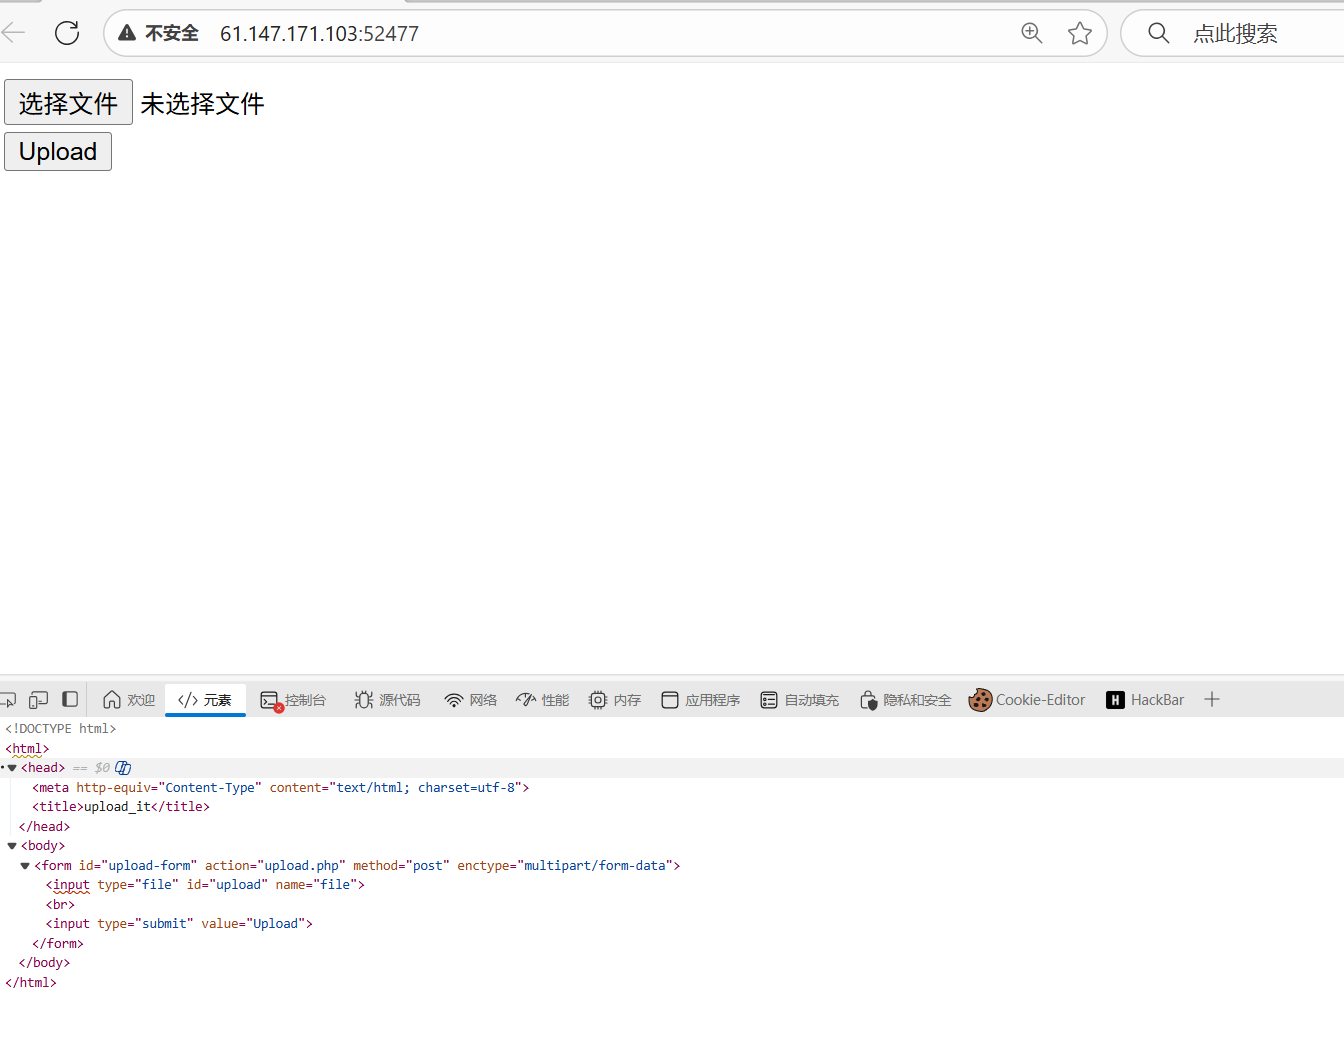 不安全 61.147.171.103:52477 点此搜索
选择文件 未选择文件
Upload
欢迎 </> 元素 控制台 源代码 网络 性能 内存 应用程序 自动填充 隐私和安全 Cookie-Editor H HackBar
<!DOCTYPE html>
<html>
<head> == $0
<meta http-equiv="Content-Type" content="text/html; charset=utf-8">
<title>upload_it</title>
</head>
<body>
<form id="upload-form" action="upload.php" method="post" enctype="multipart/form-data">
<input type="file" id="upload" name="file">
<br>
<input type="submit" value="Upload">
</form>
</body>
</html>